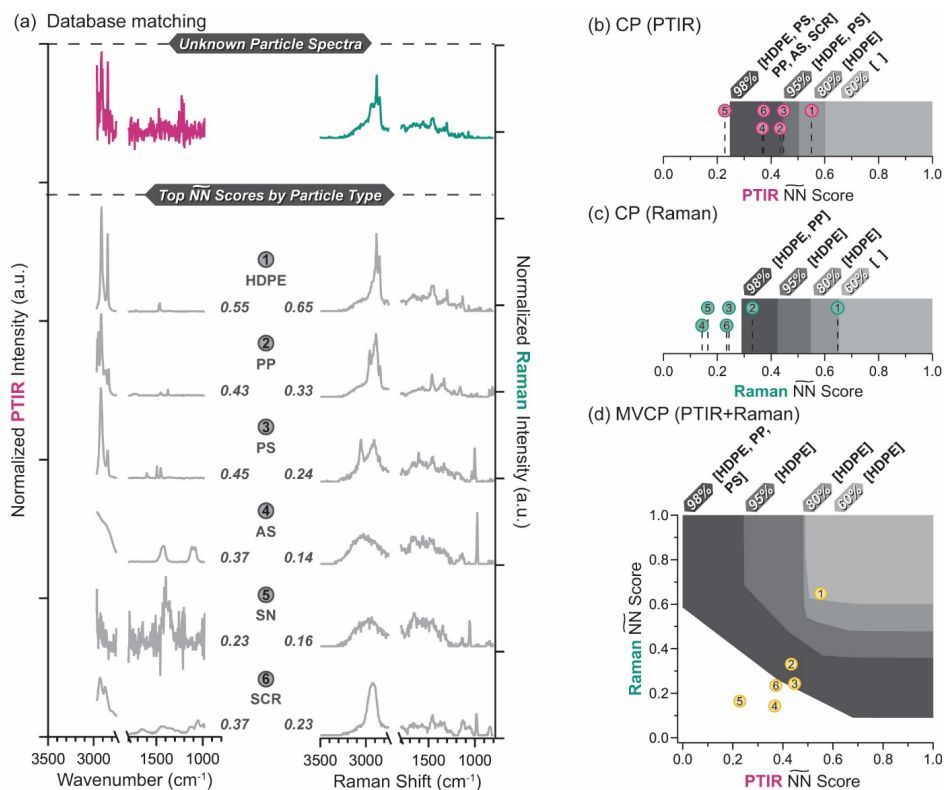 (a) Database matching
Unknown Particle Spectra
Top N͠N͠ Scores by Particle Type
Normalized PTIR Intensity (a.u.)
Normalized Raman Intensity (a.u.)
1
HDPE
0.55
0.65
2
PP
0.43
0.33
3
PS
0.45
0.24
4
AS
0.37
0.14
5
SN
0.23
0.16
6
SCR
0.37
0.23
3500 3000 1500 1000
3500 3000 1500 1000
Wavenumber (cm⁻¹)
Raman Shift (cm⁻¹)
(b) CP (PTIR)
98% [HDPE, PS,
PP, AS, SCR]
95% [HDPE, PS]
80% [HDPE]
60% [ ]
5 6 3 1
4 2
0.0 0.2 0.4 0.6 0.8 1.0
PTIR N͠N͠ Score
(c) CP (Raman)
98% [HDPE, PP]
95% [HDPE]
80% [HDPE]
60% [ ]
5 3 2 1
4 6
0.0 0.2 0.4 0.6 0.8 1.0
Raman N͠N͠ Score
(d) MVCP (PTIR+Raman)
98% [HDPE, PP,
PS]
95% [HDPE]
80% [HDPE]
60% [HDPE]
1.0
0.8
0.6
0.4
0.2
0.0
Raman N͠N͠ Score
1
2
6 3
5 4
0.0 0.2 0.4 0.6 0.8 1.0
PTIR N͠N͠ Score